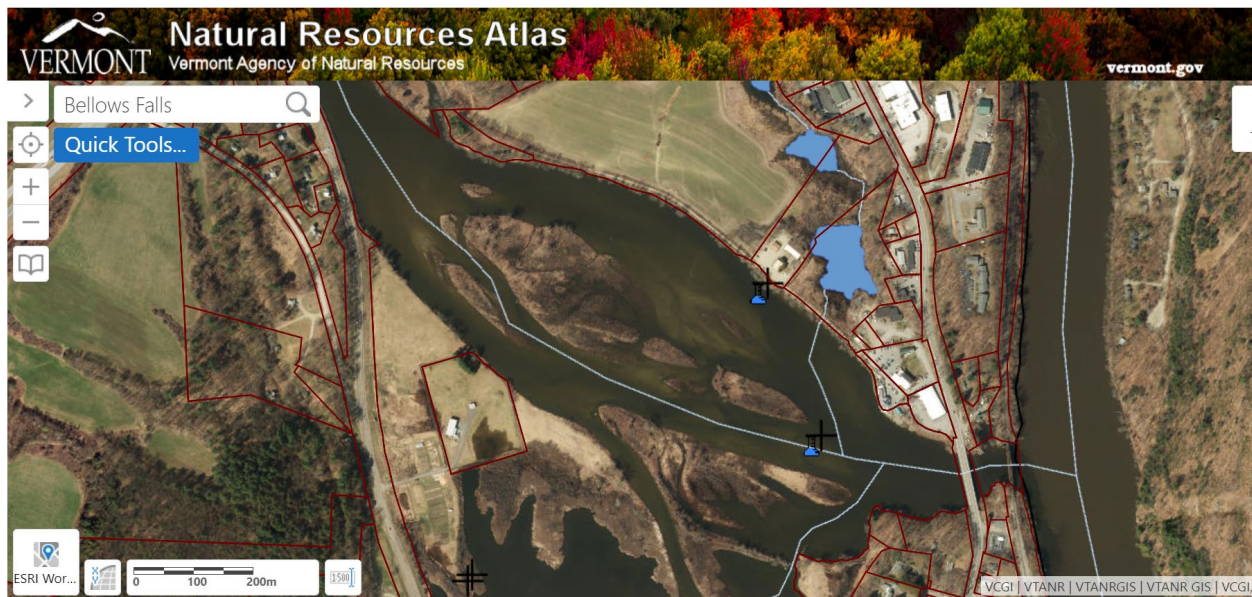 VERMONT
Natural Resources Atlas
Vermont Agency of Natural Resources
vermont.gov
Bellows Falls
Quick Tools...
ESRI Wor...
X
Y
0 100 200m
1500
VCGI | VTANR | VTANRGIS | VTANR GIS | VCGI,